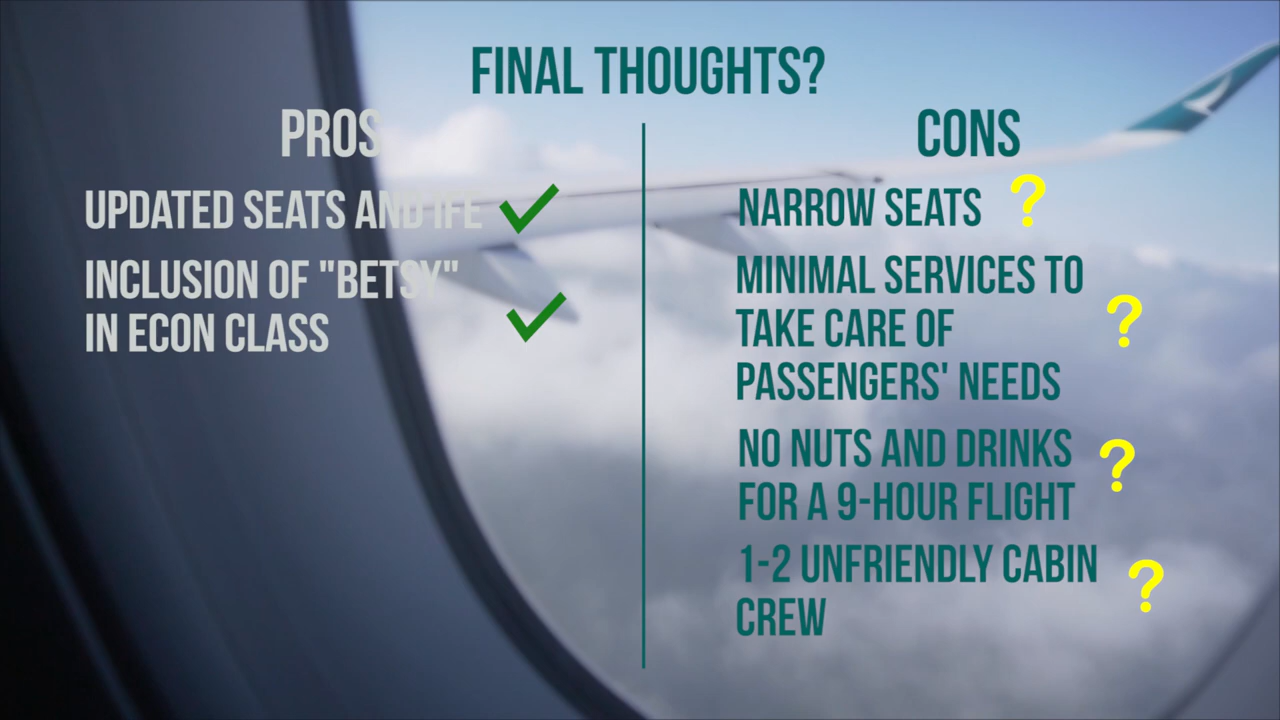 FINAL THOUGHTS?
PROS
UPDATED SEATS AND IFE
INCLUSION OF "BETSY"
IN ECON CLASS
CONS
NARROW SEATS ?
MINIMAL SERVICES TO
TAKE CARE OF
PASSENGERS' NEEDS ?
NO NUTS AND DRINKS
FOR A 9-HOUR FLIGHT ?
1-2 UNFRIENDLY CABIN
CREW ?